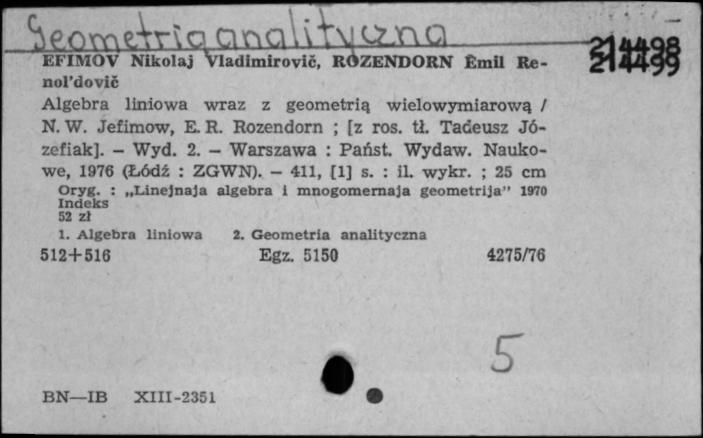 Geometria analityczna
214498
214499
EFIMOV Nikolaj Vladimirovič, ROZENDORN Èmil Re-
nol'dovič
Algebra liniowa wraz z geometrią wielowymiarową /
N. W. Jefimow, E. R. Rozendorn ; [z ros. tł. Tadeusz Jó-
zefiak]. – Wyd. 2. – Warszawa : Państ. Wydaw. Nauko-
we, 1976 (Łódź : ZGWN). – 411, [1] s. : il. wykr. ; 25 cm
Oryg. : „Linejnaja algebra i mnogomernaja geometrija" 1970
Indeks
52 zł
1. Algebra liniowa 2. Geometria analityczna
512+516 Egz. 5150 4275/76
5
BN—IB XIII-2351